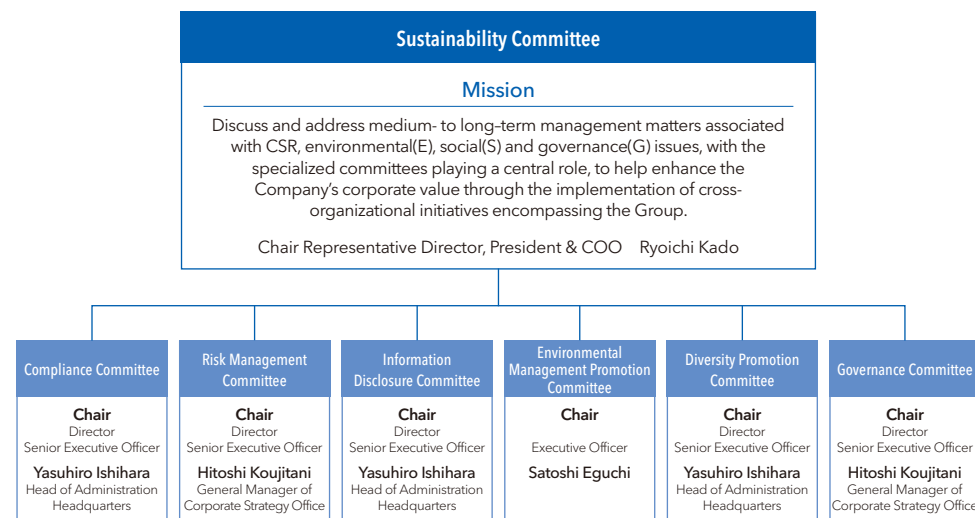 Sustainability Committee
Mission
Discuss and address medium- to long-term management matters associated
with CSR, environmental(E), social(S) and governance(G) issues, with the
specialized committees playing a central role, to help enhance the
Company's corporate value through the implementation of cross-
organizational initiatives encompassing the Group.
Chair Representative Director, President & COO Ryoichi Kado
Compliance Committee
Chair
Director
Senior Executive Officer
Yasuhiro Ishihara
Head of Administration
Headquarters
Risk Management
Committee
Chair
Director
Senior Executive Officer
Hitoshi Koujitani
General Manager of
Corporate Strategy Office
Information
Disclosure Committee
Chair
Director
Senior Executive Officer
Yasuhiro Ishihara
Head of Administration
Headquarters
Environmental
Management Promotion
Committee
Chair
Executive Officer
Satoshi Eguchi
Diversity Promotion
Committee
Chair
Director
Senior Executive Officer
Yasuhiro Ishihara
Head of Administration
Headquarters
Governance Committee
Chair
Director
Senior Executive Officer
Hitoshi Koujitani
General Manager of
Corporate Strategy Office